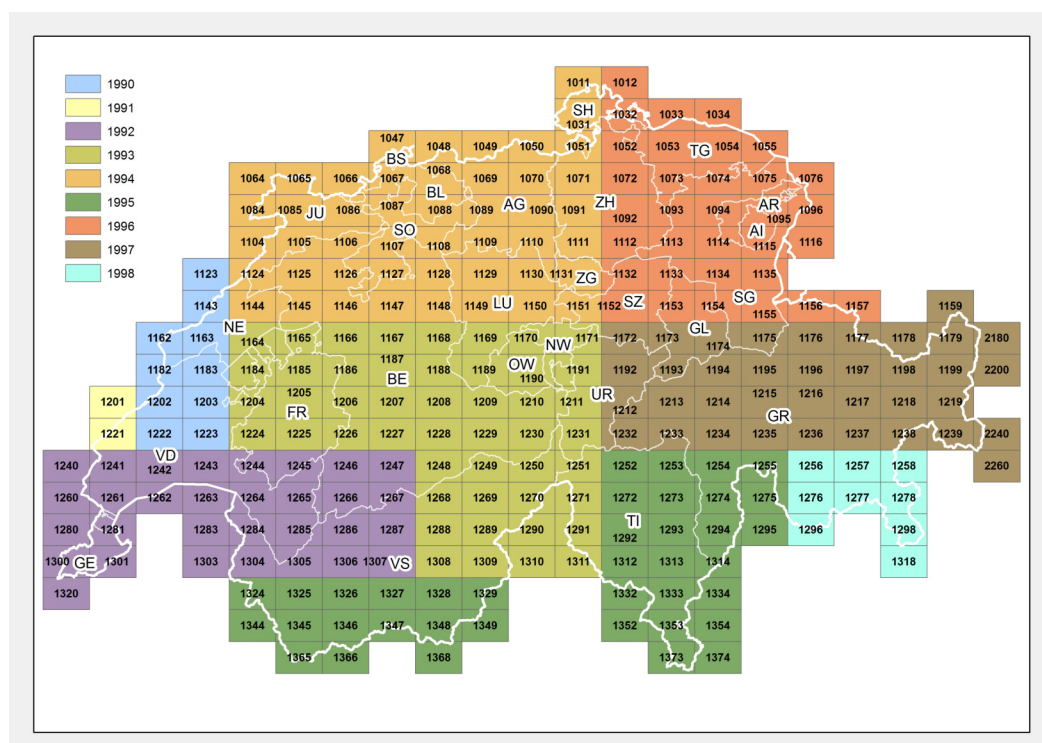 1990
1991
1992
1993
1994
1995
1996
1997
1998
1011 1012
SH
1031 1032 1033 1034
1047 1048 1049 1050 1051 1052 1053 TG 1054 1055
BS
1064 1065 1066 1067 1068 1069 1070 1071 1072 1073 1074 1075 1076
BL ZH AR
1084 1085 JU 1086 1087 1088 1089 AG 1090 1091 1092 1093 1094 1095 1096
SO AI
1104 1105 1106 1107 1108 1109 1110 1111 1112 1113 1114 1115 1116
1123 1124 1125 1126 1127 1128 1129 1130 1131 ZG 1132 1133 1134 1135
1143 1144 1145 1146 1147 1148 1149 LU 1150 1151 1152 SZ 1153 1154 SG 1155 1156 1157 1159
NE GL
1162 1163 1164 1165 1166 1167 1168 1169 1170 NW 1171 1172 1173 1174 1175 1176 1177 1178 1179 2180
1182 1183 1184 1185 1186 1187 BE 1188 1189 OW 1190 1191 1192 1193 1194 1195 1196 1197 1198 1199 2200
UR
1201 1202 1203 1204 1205 FR 1206 1207 1208 1209 1210 1211 1212 1213 1214 1215 GR 1216 1217 1218 1219
1221 1222 1223 1224 1225 1226 1227 1228 1229 1230 1231 1232 1233 1234 1235 1236 1237 1238 1239 2240
VD
1240 1241 1242 1243 1244 1245 1246 1247 1248 1249 1250 1251 1252 1253 1254 1255 1256 1257 1258 2260
1260 1261 1262 1263 1264 1265 1266 1267 1268 1269 1270 1271 1272 1273 1274 1275 1276 1277 1278
TI
1280 1281 1283 1284 1285 1286 1287 1288 1289 1290 1291 1292 1293 1294 1295 1296 1298
1300 GE 1301 1303 1304 1305 1306 1307 VS 1308 1309 1310 1311 1312 1313 1314 1318
1320 1324 1325 1326 1327 1328 1329 1332 1333 1334
1344 1345 1346 1347 1348 1349 1352 1353 1354
1365 1366 1368 1373 1374